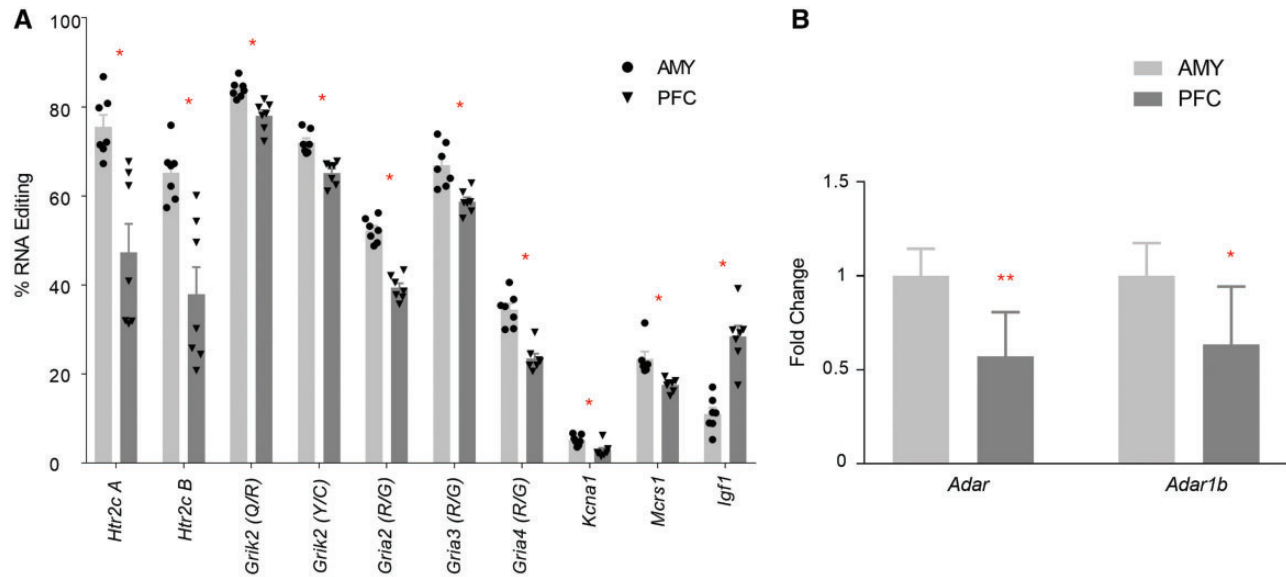 A
100
80
60
40
20
0
% RNA Editing
AMY
PFC
*
*
*
*
*
*
*
*
*
*
Htr2c A
Htr2c B
Grik2 (Q/R)
Grik2 (Y/C)
Gria2 (R/G)
Gria3 (R/G)
Gria4 (R/G)
Kcna1
Mcrs1
Igf1
B
AMY
PFC
1.5
1
0.5
0
Fold Change
**
*
Adar
Adar1b